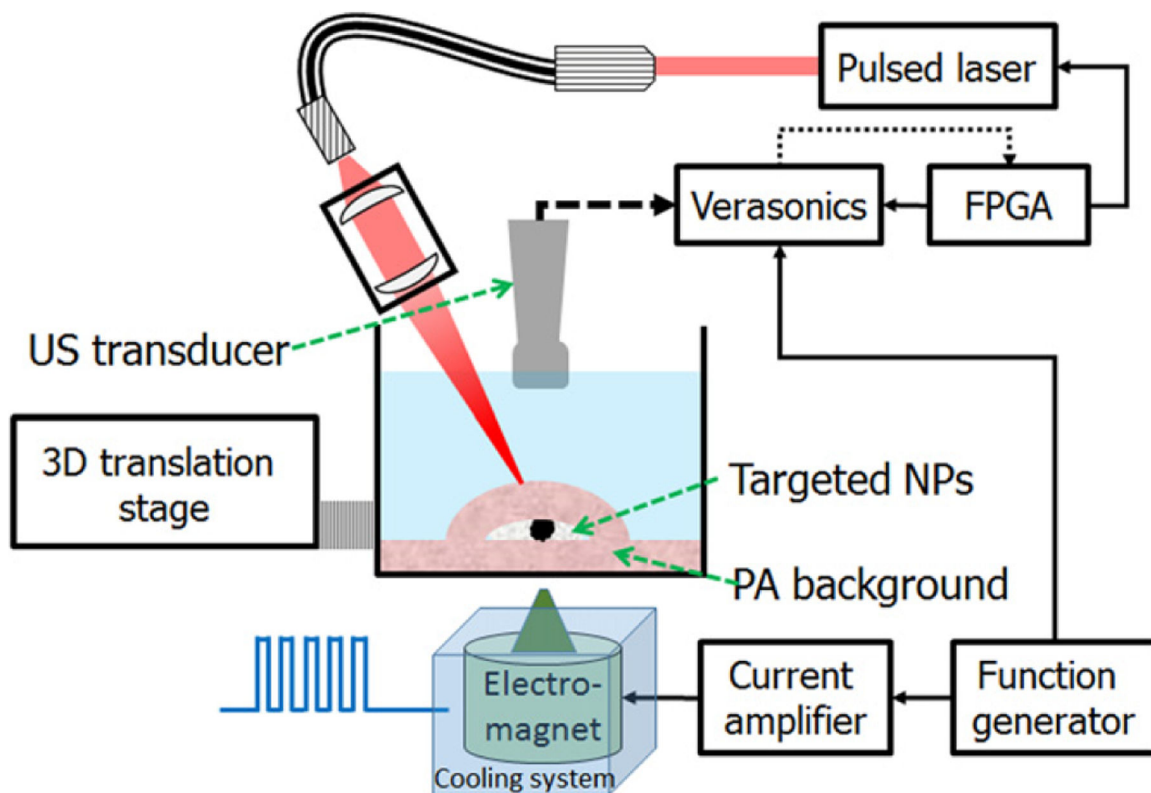 Pulsed laser
Verasonics
FPGA
US transducer
3D translation
stage
Targeted NPs
PA background
Electro-
magnet
Cooling system
Current
amplifier
Function
generator